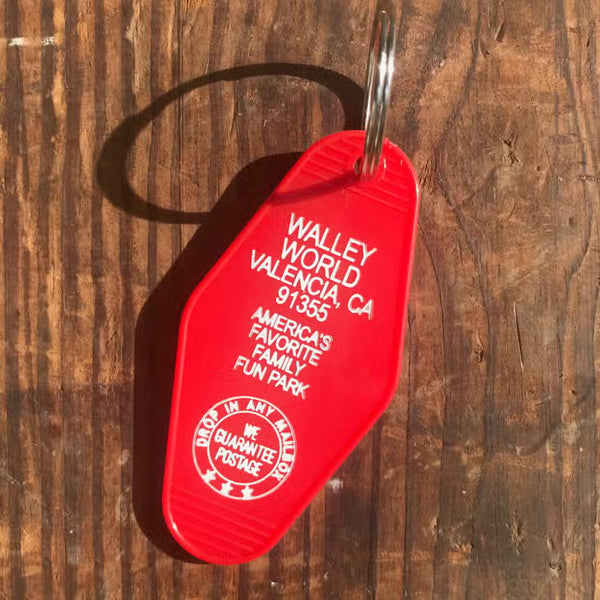 WALLEY
WORLD
VALENCIA, CA
91355
AMERICA'S
FAVORITE
FAMILY
FUN PARK
DROP IN ANY MAILBOX
WE
GUARANTEE
POSTAGE